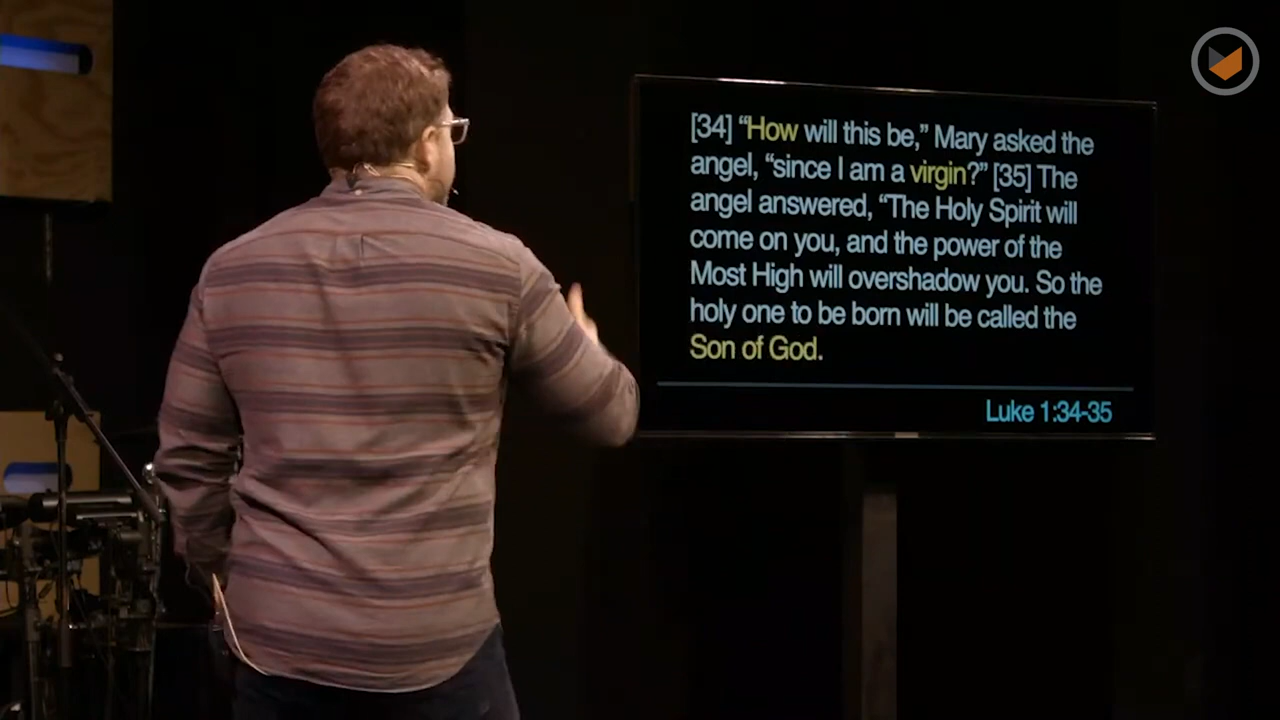 [34] “How will this be,” Mary asked the
angel, “since I am a virgin?” [35] The
angel answered, “The Holy Spirit will
come on you, and the power of the
Most High will overshadow you. So the
holy one to be born will be called the
Son of God.
Luke 1:34-35